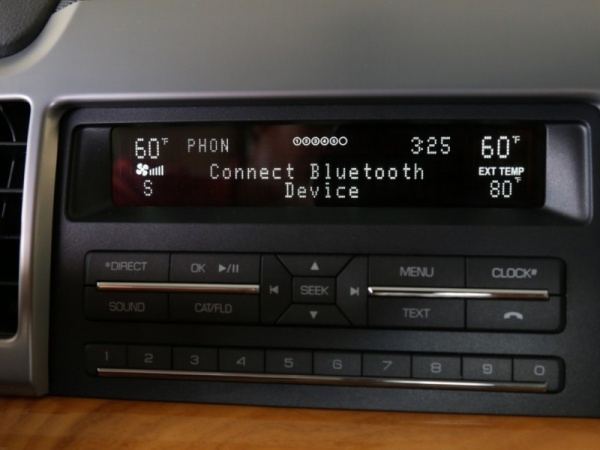 60°F PHON ①②③④⑤⑥ 3:25 60°F
Connect Bluetooth EXT TEMP
S Device 80°F
*DIRECT OK ▶/II MENU CLOCK#
SEEK
SOUND CAT/FLD TEXT
1 2 3 4 5 6 7 8 9 0